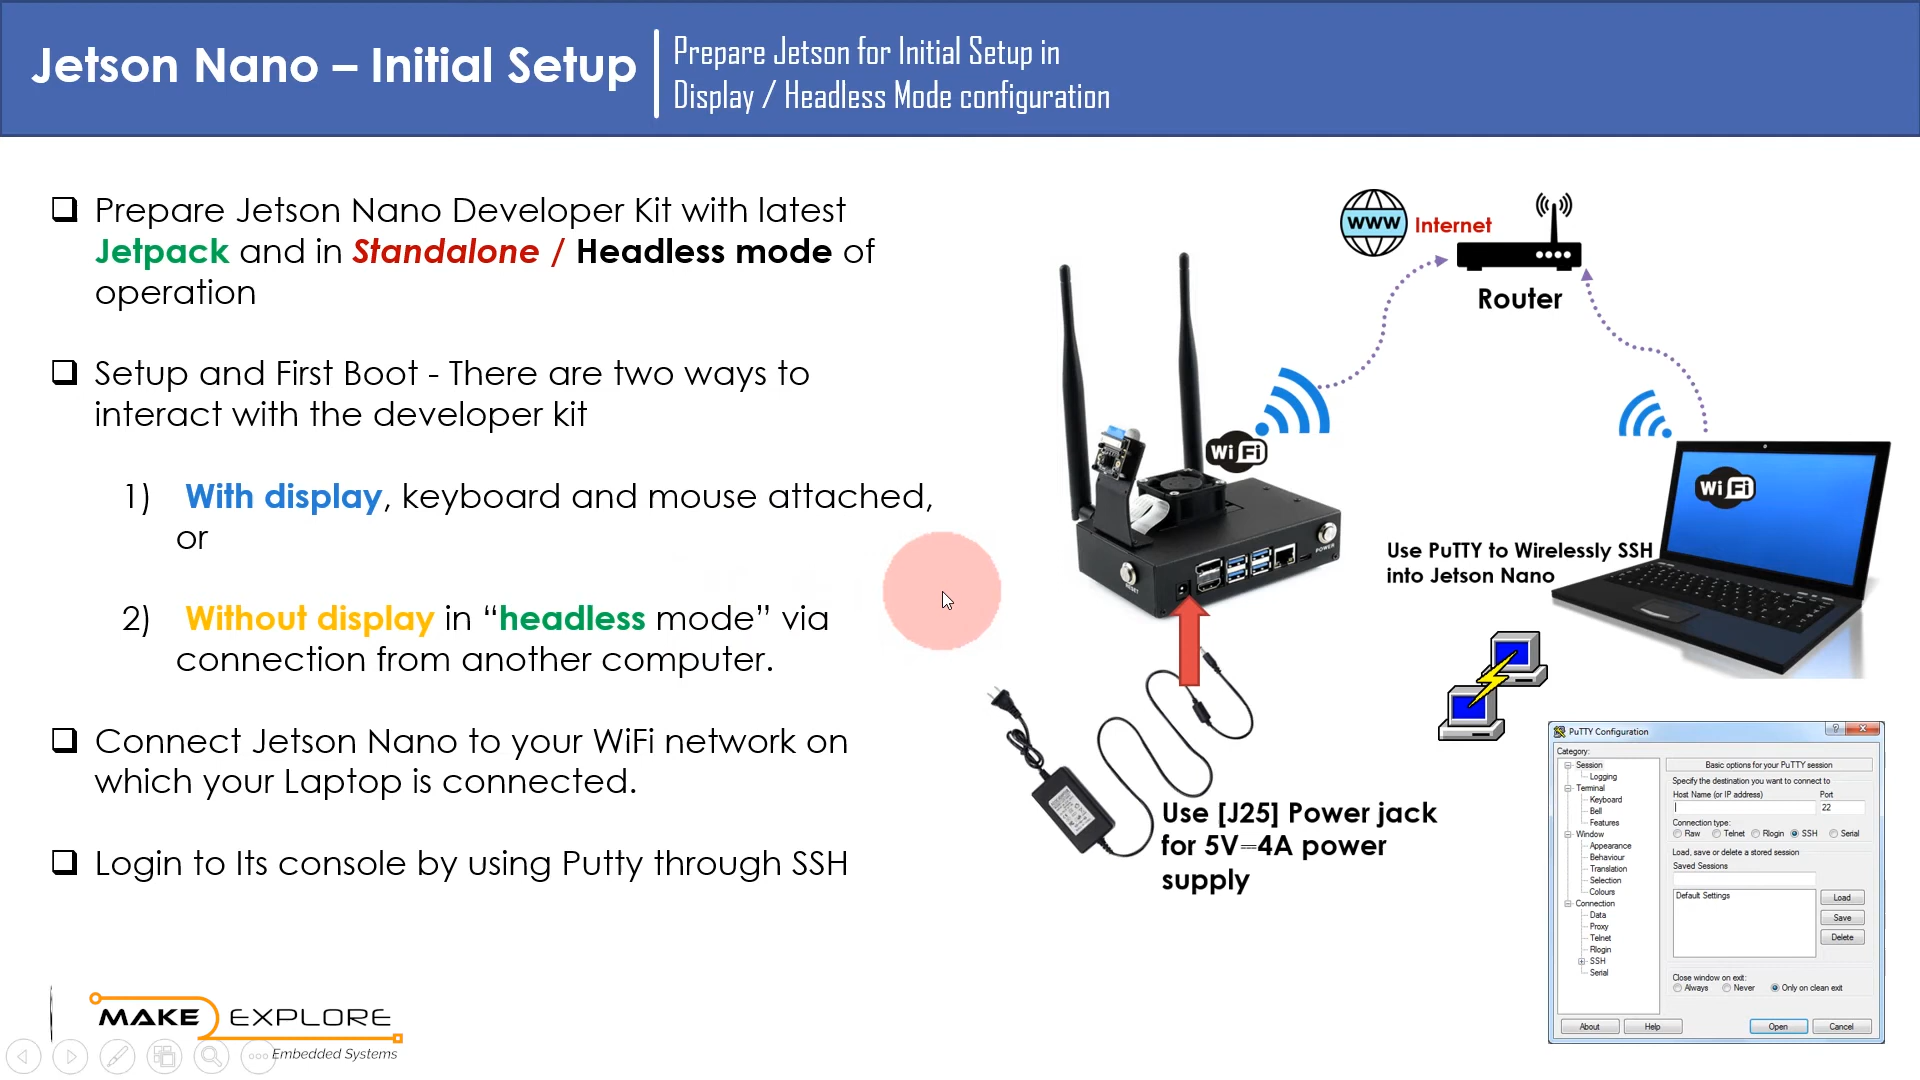 Jetson Nano – Initial Setup
Prepare Jetson for Initial Setup in
Display / Headless Mode configuration
Prepare Jetson Nano Developer Kit with latest
Jetpack and in Standalone / Headless mode of
operation
Setup and First Boot - There are two ways to
interact with the developer kit
1) With display, keyboard and mouse attached,
or
2) Without display in “headless mode” via
connection from another computer.
Connect Jetson Nano to your WiFi network on
which your Laptop is connected.
Login to Its console by using Putty through SSH
WWW
Internet
Router
Wi Fi
Wi Fi
POWER
RESET
Use PuTTY to Wirelessly SSH
into Jetson Nano
Use [J25] Power jack
for 5V⎓4A power
supply
PuTTY Configuration
?
Category:
Session
Logging
Terminal
Keyboard
Bell
Features
Window
Appearance
Behaviour
Translation
Selection
Colours
Connection
Data
Proxy
Telnet
Rlogin
SSH
Serial
Basic options for your PuTTY session
Specify the destination you want to connect to
Host Name (or IP address) Port
22
Connection type:
Raw Telnet Rlogin SSH Serial
Load, save or delete a stored session
Saved Sessions
Default Settings
Load
Save
Delete
Close window on exit:
Always Never Only on clean exit
About Help Open Cancel
MAKE EXPLORE
Embedded Systems